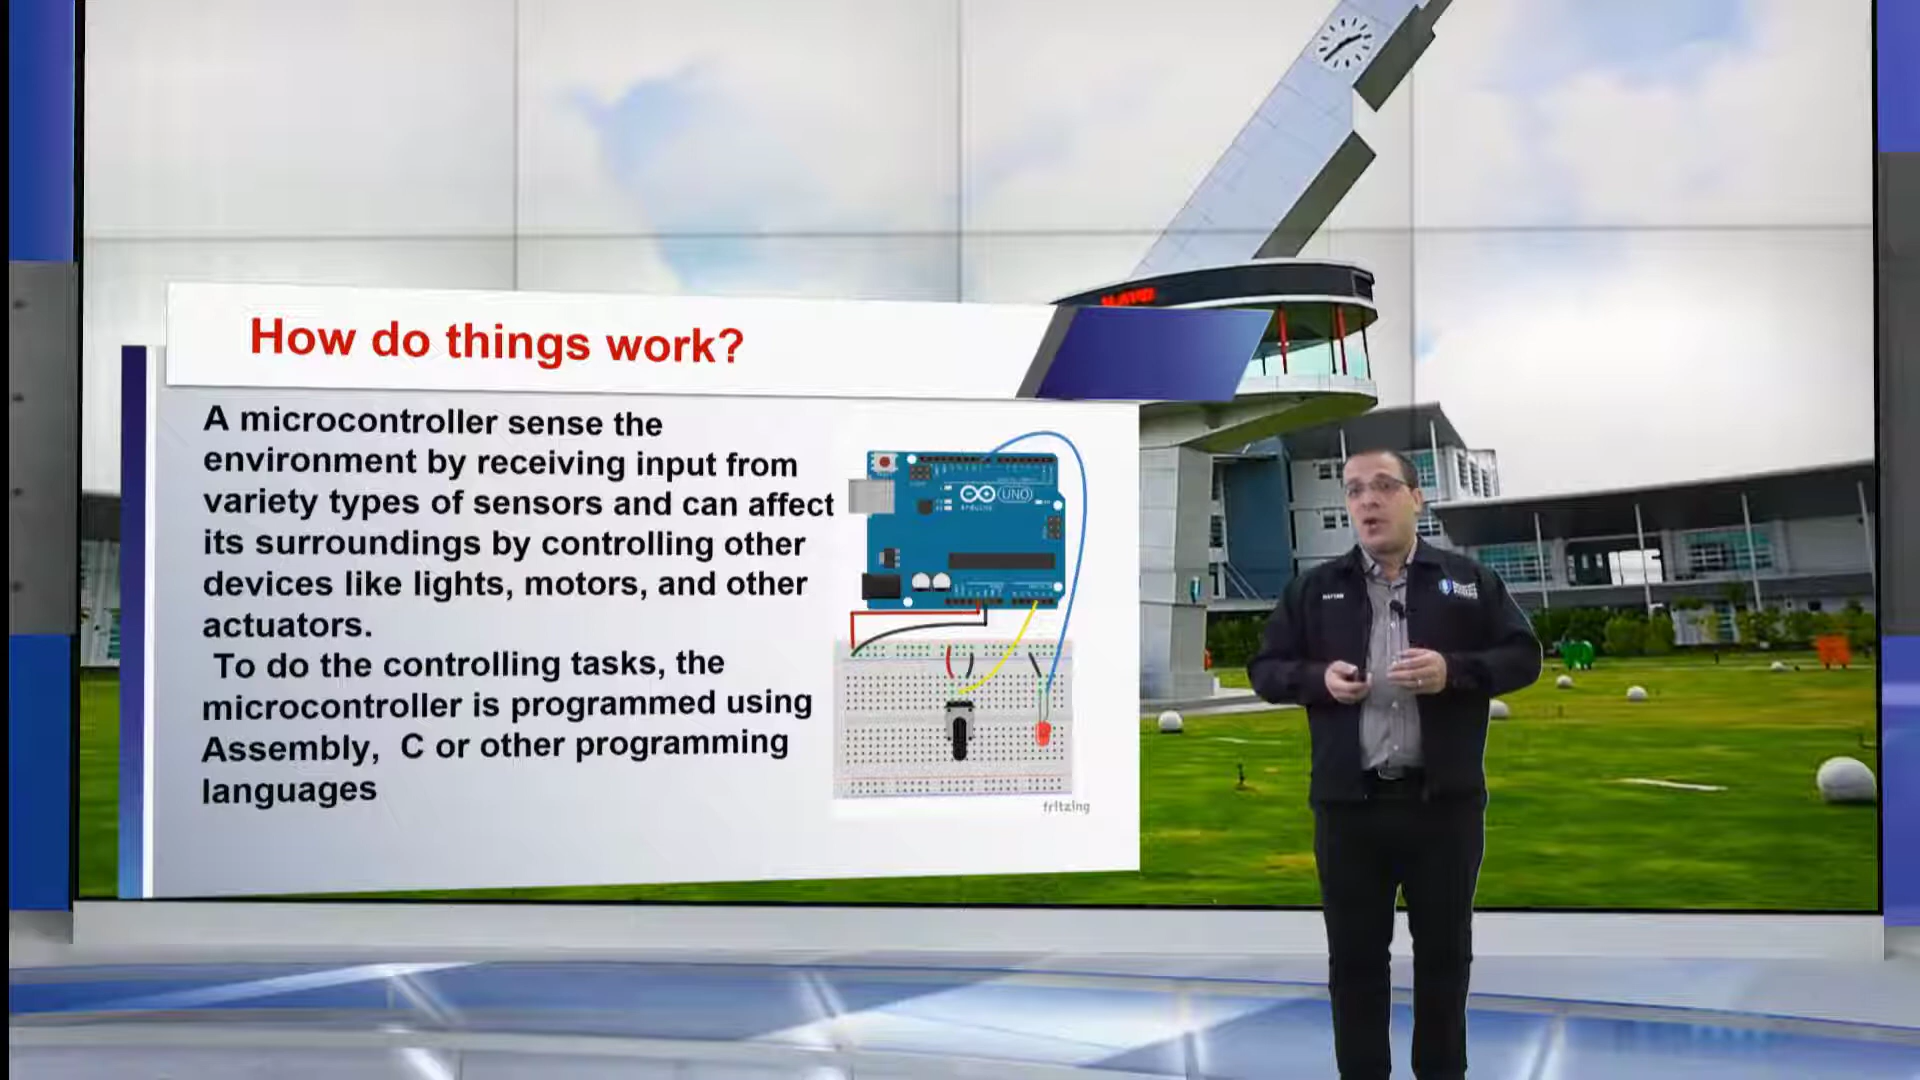 How do things work?
A microcontroller sense the
environment by receiving input from
variety types of sensors and can affect
its surroundings by controlling other
devices like lights, motors, and other
actuators.
To do the controlling tasks, the
microcontroller is programmed using
Assembly, C or other programming
languages
UNO
Arduino
fritzing